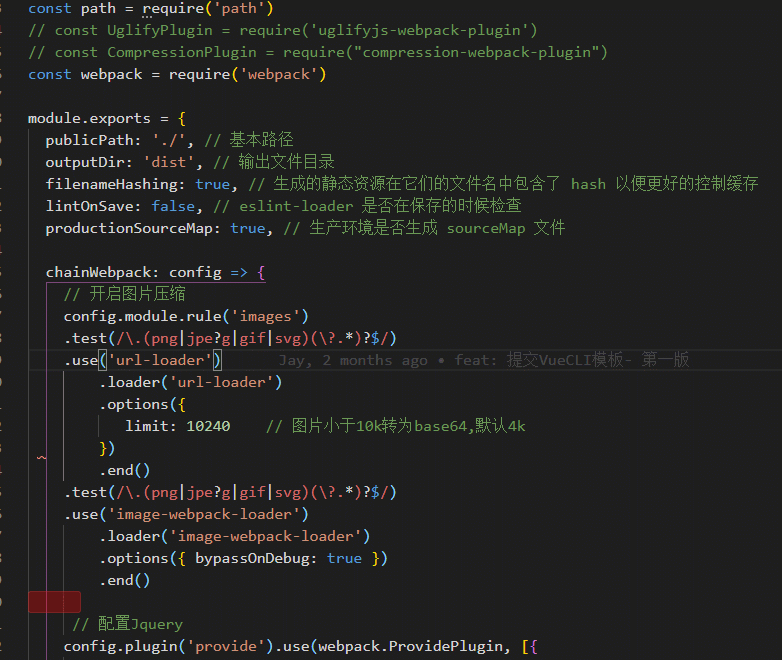 const path = require('path')
// const UglifyPlugin = require('uglifyjs-webpack-plugin')
// const CompressionPlugin = require("compression-webpack-plugin")
const webpack = require('webpack')
module.exports = {
publicPath: './', // 基本路径
outputDir: 'dist', // 输出文件目录
filenameHashing: true, // 生成的静态资源在它们的文件名中包含了 hash 以便更好的控制缓存
lintOnSave: false, // eslint-loader 是否在保存的时候检查
productionSourceMap: true, // 生产环境是否生成 sourceMap 文件
chainWebpack: config => {
// 开启图片压缩
config.module.rule('images')
.test(/\.(png|jpe?g|gif|svg)(\?.*)?$/)
.use('url-loader') Jay, 2 months ago • feat: 提交VueCLI模板- 第一版
.loader('url-loader')
.options({
limit: 10240 // 图片小于10k转为base64,默认4k
})
.end()
.test(/\.(png|jpe?g|gif|svg)(\?.*)?$/)
.use('image-webpack-loader')
.loader('image-webpack-loader')
.options({ bypassOnDebug: true })
.end()
// 配置Jquery
config.plugin('provide').use(webpack.ProvidePlugin, [{